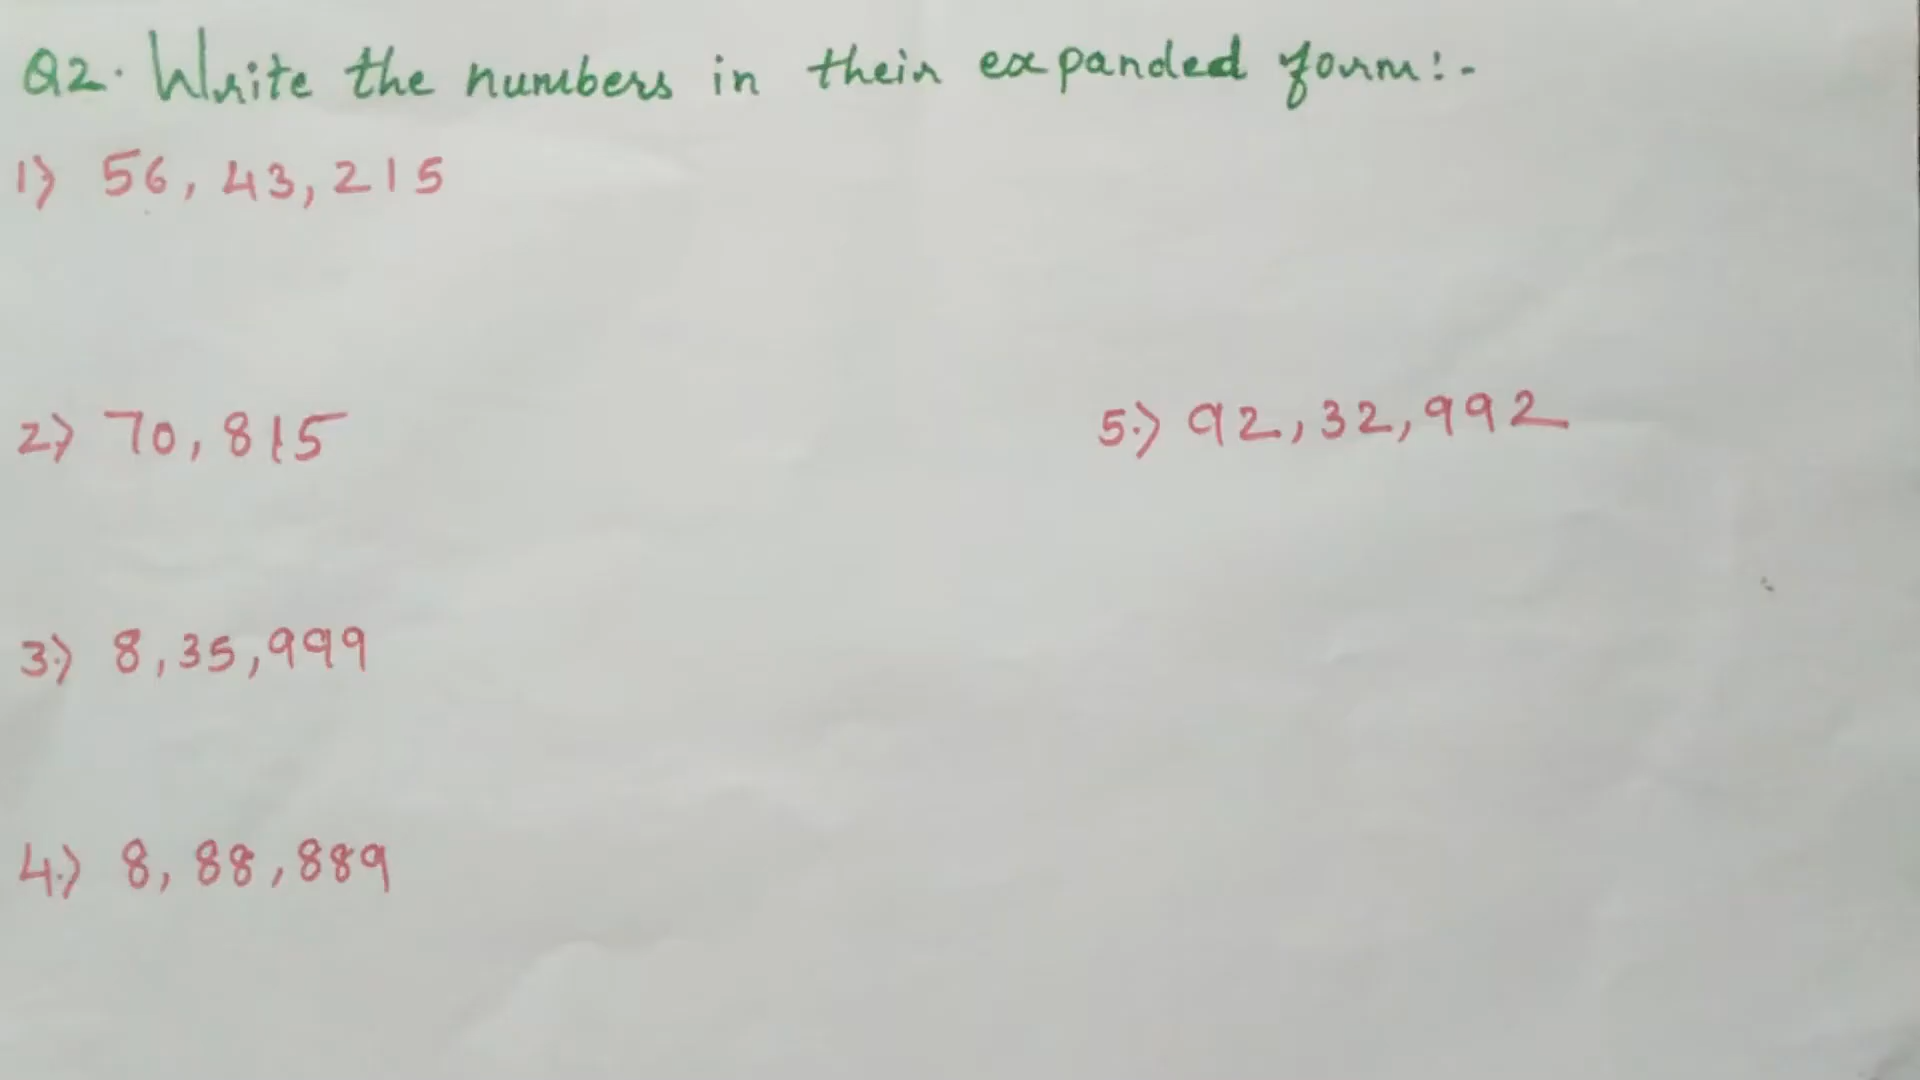 Q2. Write the numbers in their expanded form:-
1) 56, 43, 215
2) 70, 815
3.) 8, 35, 999
4.) 8, 88, 889
5.) 92, 32, 992